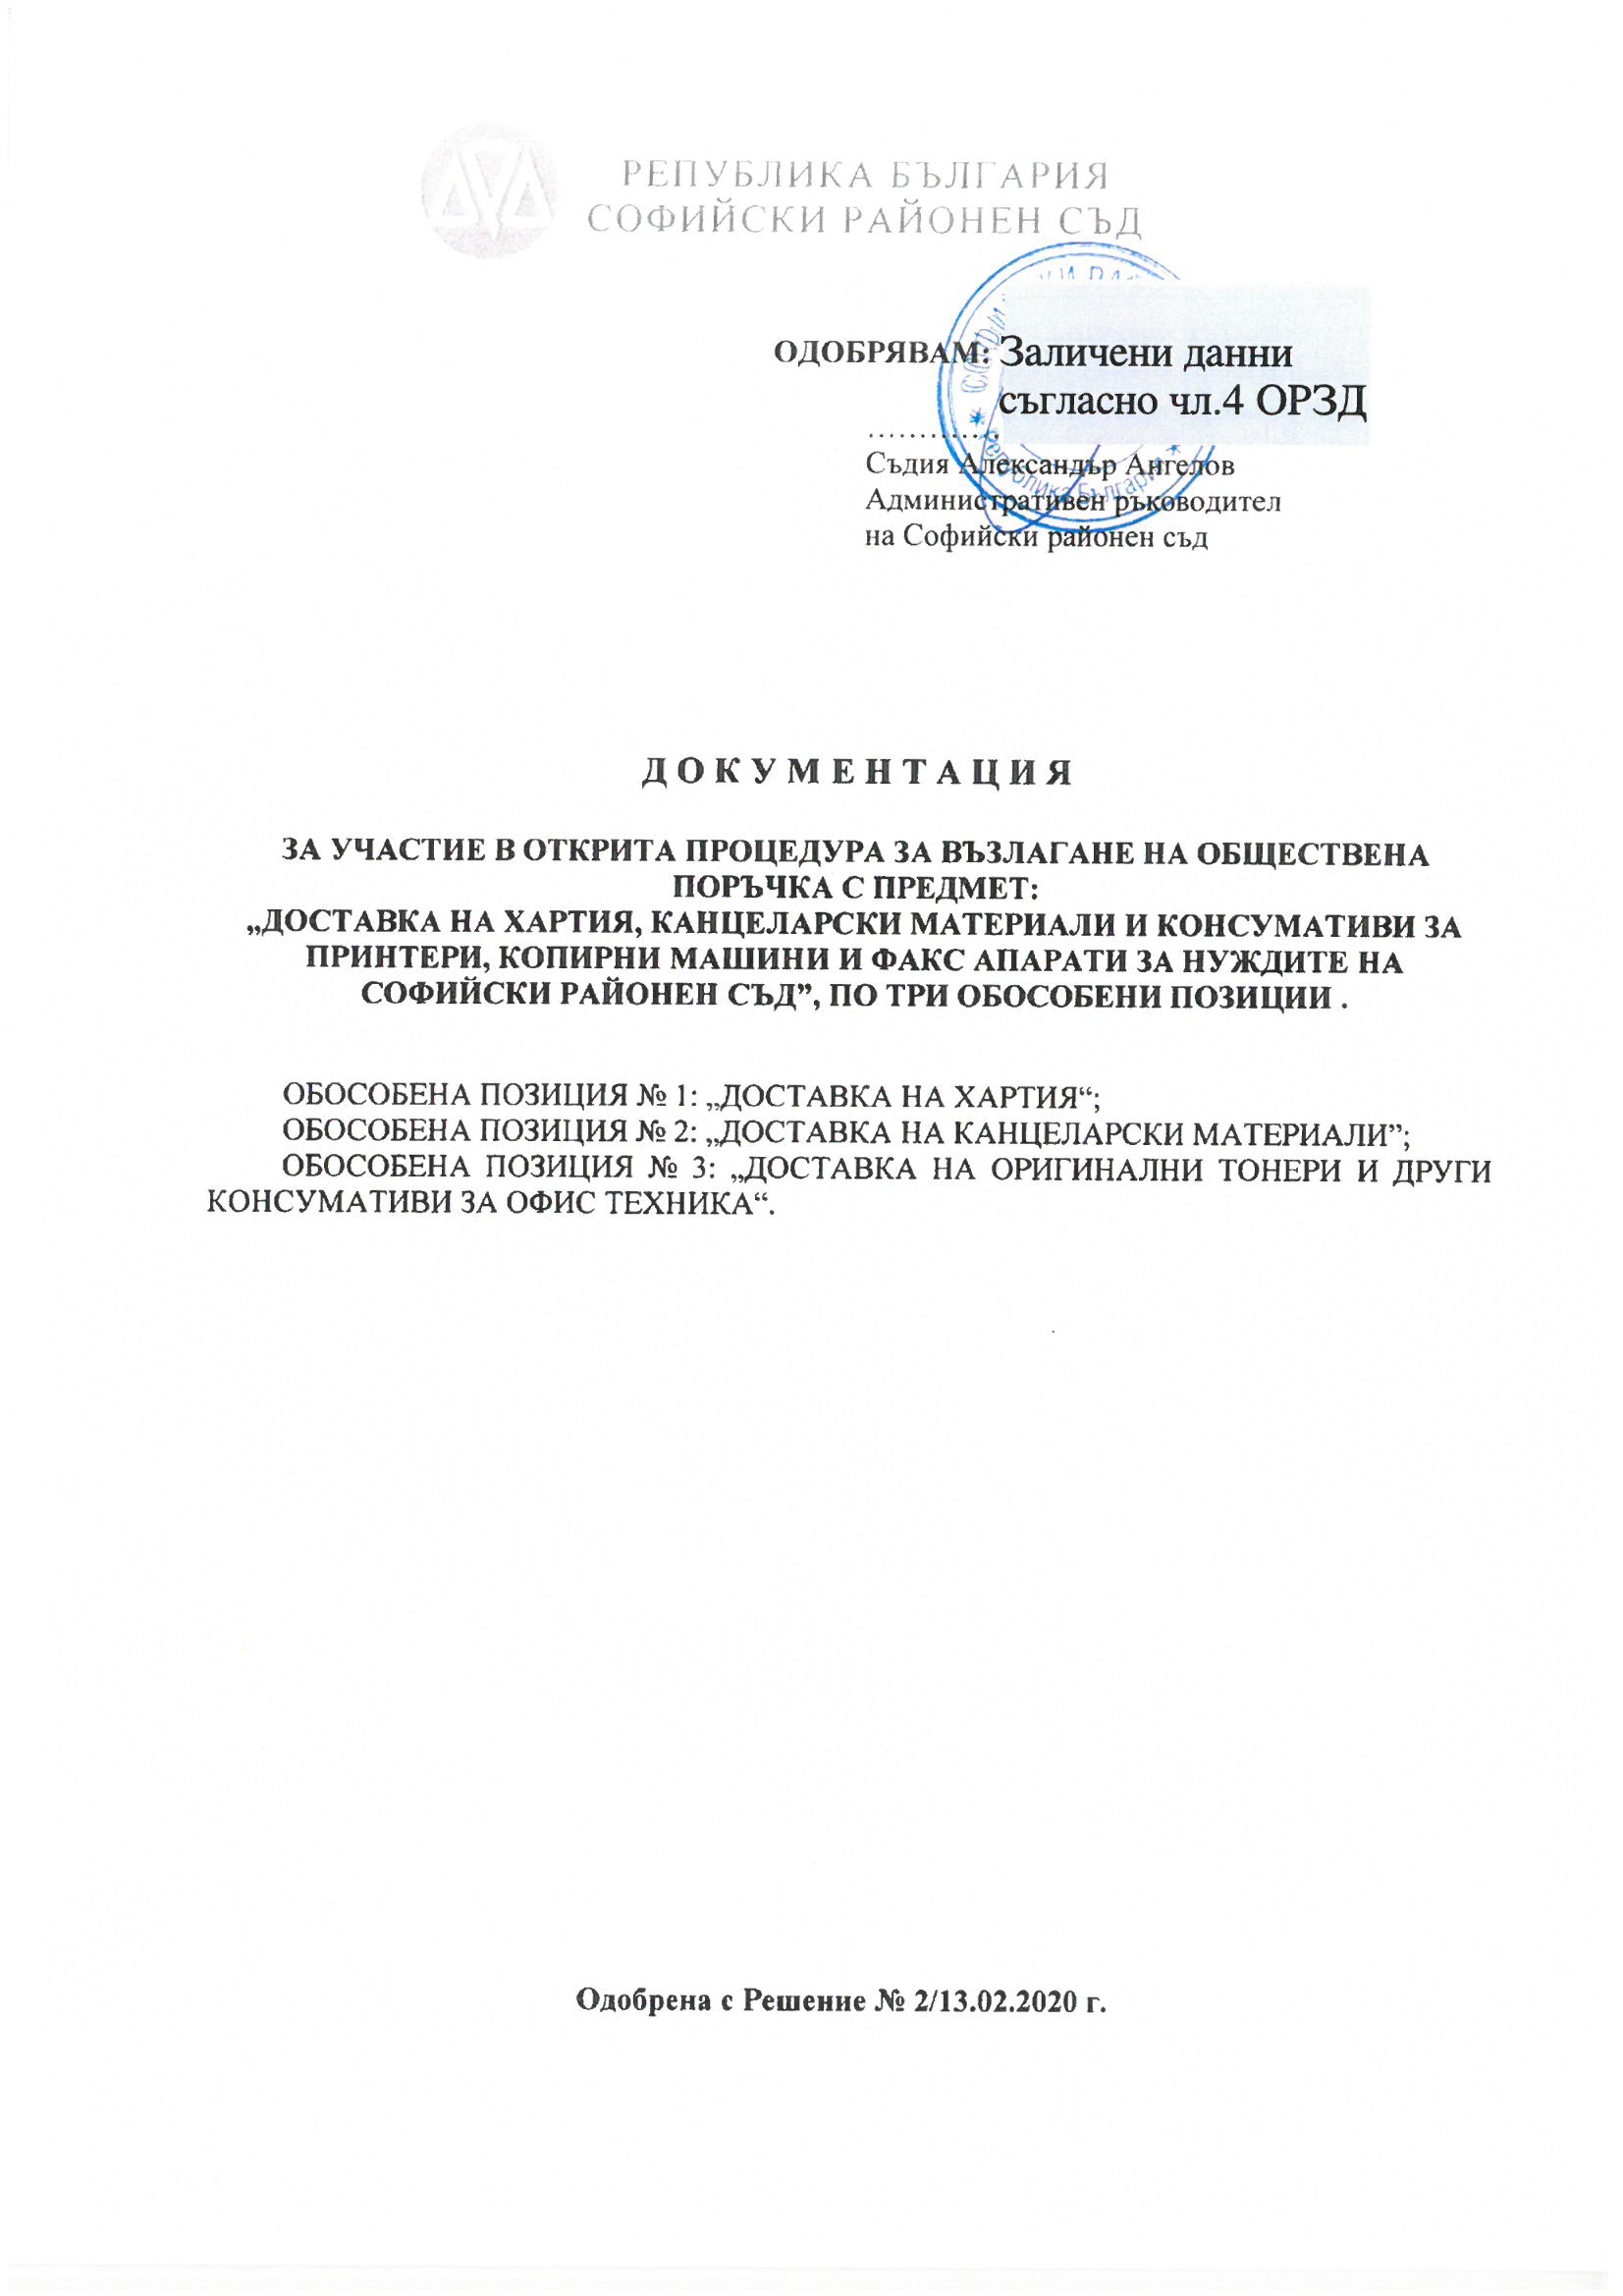 РЕПУБЛИКА БЪЛГАРИЯ
СОФИЙСКИ РАЙОНЕН СЪД
ОДОБРЯВАМ: Заличени данни
съгласно чл.4 ОРЗД
.............
Съдия Александър Ангелов
Административен ръководител
на Софийски районен съд
Република България
Д О К У М Е Н Т А Ц И Я
ЗА УЧАСТИЕ В ОТКРИТА ПРОЦЕДУРА ЗА ВЪЗЛАГАНЕ НА ОБЩЕСТВЕНА
ПОРЪЧКА С ПРЕДМЕТ:
„ДОСТАВКА НА ХАРТИЯ, КАНЦЕЛАРСКИ МАТЕРИАЛИ И КОНСУМАТИВИ ЗА
ПРИНТЕРИ, КОПИРНИ МАШИНИ И ФАКС АПАРАТИ ЗА НУЖДИТЕ НА
СОФИЙСКИ РАЙОНЕН СЪД”, ПО ТРИ ОБОСОБЕНИ ПОЗИЦИИ .
ОБОСОБЕНА ПОЗИЦИЯ № 1: „ДОСТАВКА НА ХАРТИЯ“;
ОБОСОБЕНА ПОЗИЦИЯ № 2: „ДОСТАВКА НА КАНЦЕЛАРСКИ МАТЕРИАЛИ”;
ОБОСОБЕНА ПОЗИЦИЯ № 3: „ДОСТАВКА НА ОРИГИНАЛНИ ТОНЕРИ И ДРУГИ
КОНСУМАТИВИ ЗА ОФИС ТЕХНИКА“.
Одобрена с Решение № 2/13.02.2020 г.